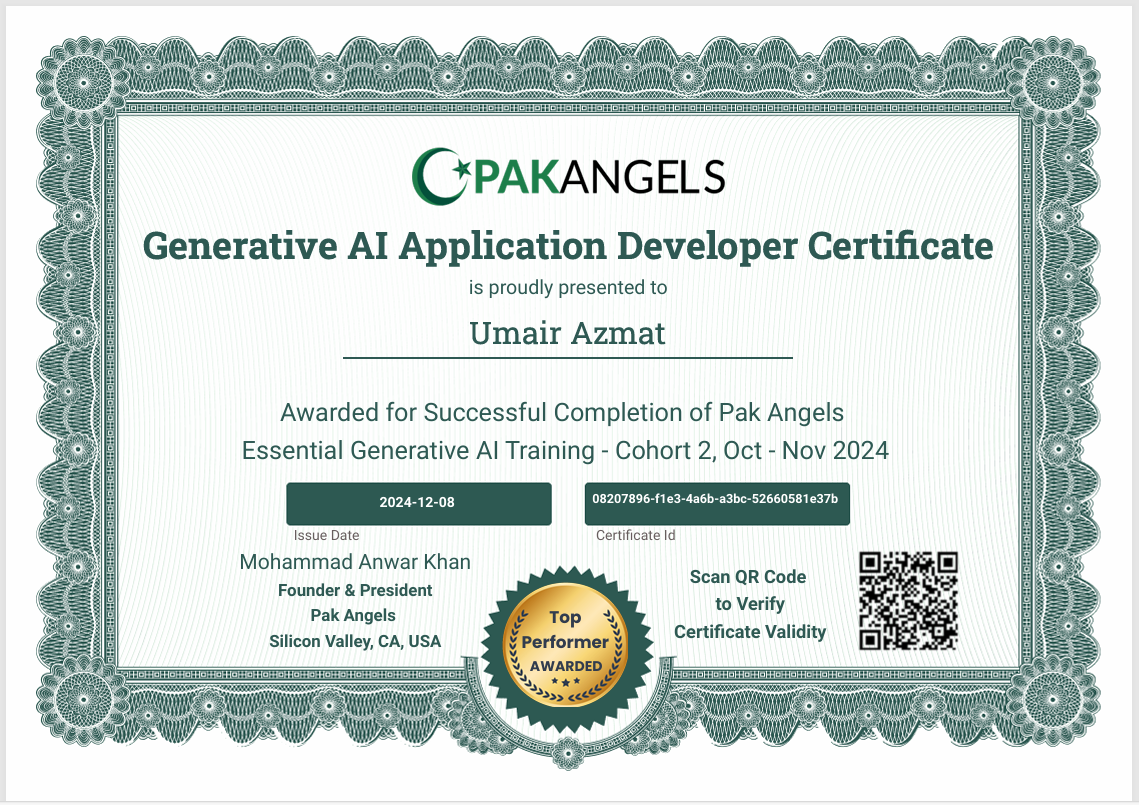 PAKANGELS
Generative AI Application Developer Certificate
is proudly presented to
Umair Azmat
Awarded for Successful Completion of Pak Angels
Essential Generative AI Training - Cohort 2, Oct - Nov 2024
2024-12-08
Issue Date
08207896-f1e3-4a6b-a3bc-52660581e37b
Certificate Id
Mohammad Anwar Khan
Founder & President
Pak Angels
Silicon Valley, CA, USA
Top
Performer
AWARDED
Scan QR Code
to Verify
Certificate Validity